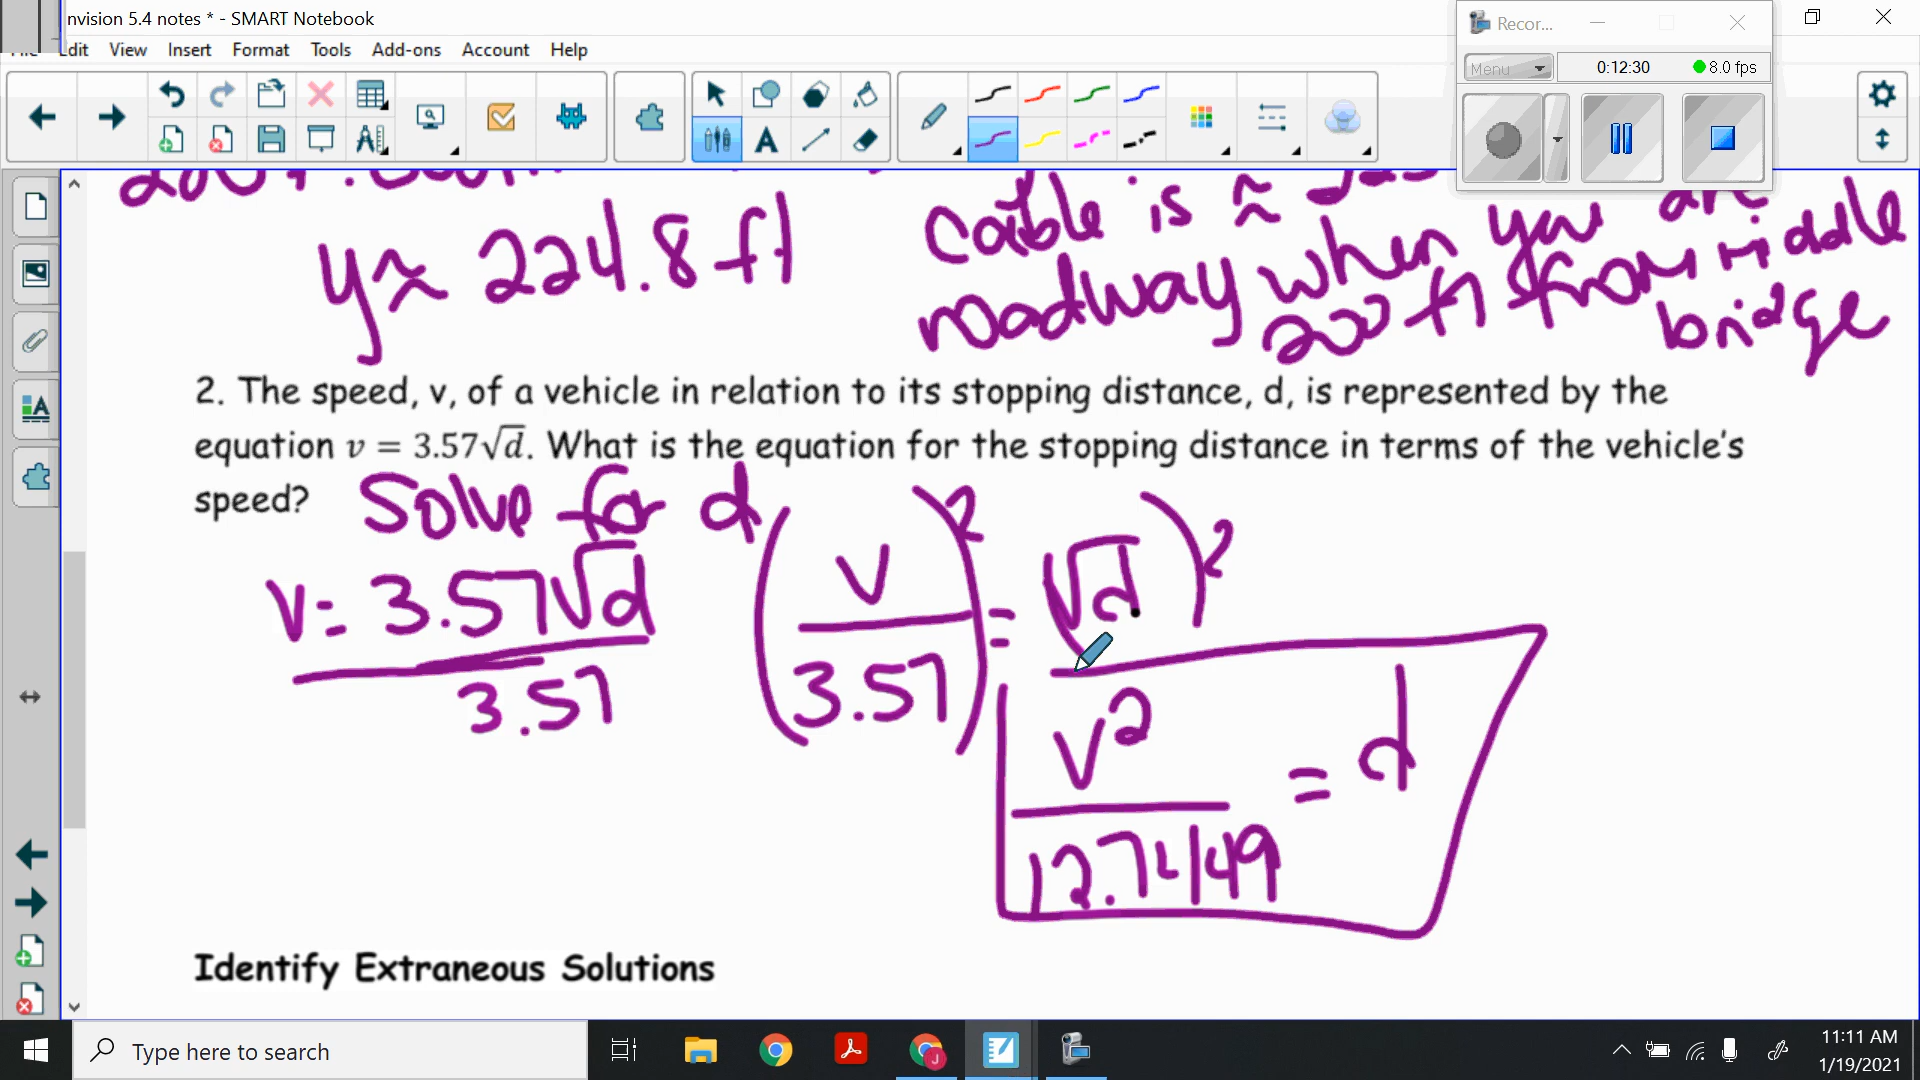 nvision 5.4 notes * - SMART Notebook
Edit View Insert Format Tools Add-ons Account Help
Recor...
Menu 0:12:30 8.0 fps
cable is ≈
y ≈ 224.8 ft
roadway when you are
200 ft from middle
bridge
2. The speed, v, of a vehicle in relation to its stopping distance, d, is represented by the
equation v = 3.57√d. What is the equation for the stopping distance in terms of the vehicle's
speed? Solve for d
v = 3.57√d
3.57
(v/3.57)² = (√d)²
v²/12.74149 = d
Identify Extraneous Solutions
Type here to search
11:11 AM
1/19/2021